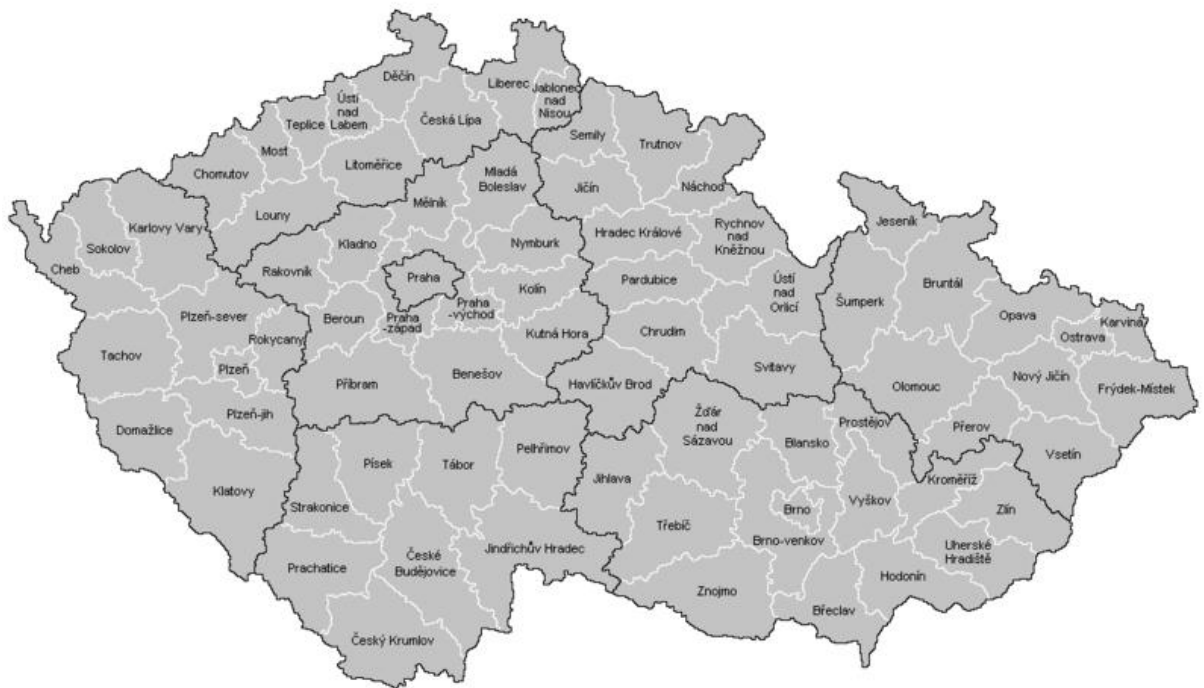 Děčín
Liberec
Jablonec
nad
Nisou
Ústí
nad
Labem
Teplice
Česká Lípa
Semily
Trutnov
Most
Litoměřice
Chomutov
Mladá
Boleslav
Jičín
Náchod
Mělník
Louny
Karlovy Vary
Sokolov
Cheb
Kladno
Nymburk
Hradec Králové
Rychnov
nad
Kněžnou
Jeseník
Rakovník
Praha
Kolín
Pardubice
Ústí
nad
Orlicí
Šumperk
Bruntál
Plzeň-sever
Rokycany
Beroun
Praha
-západ
Praha
-východ
Kutná Hora
Chrudim
Opava
Karviná
Ostrava
Tachov
Plzeň
Příbram
Benešov
Havlíčkův Brod
Svitavy
Olomouc
Nový Jičín
Frýdek-Místek
Domažlice
Plzeň-jih
Žďár
nad
Sázavou
Prostějov
Přerov
Blansko
Vsetín
Klatovy
Písek
Tábor
Pelhřimov
Jihlava
Kroměříž
Strakonice
Třebíč
Brno
Vyškov
Zlín
Brno-venkov
Jindřichův Hradec
Uherské
Hradiště
Prachatice
České
Budějovice
Znojmo
Hodonín
Břeclav
Český Krumlov